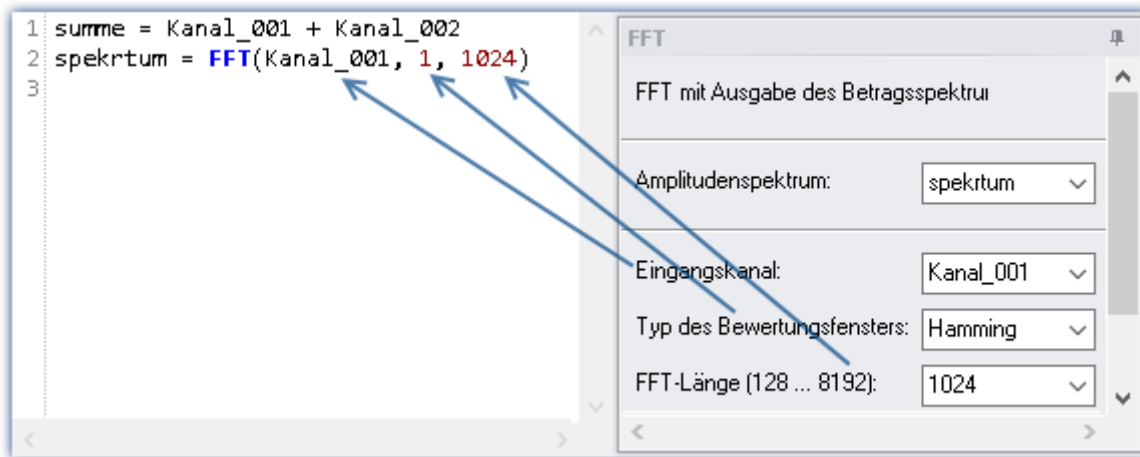 1 summe = Kanal_001 + Kanal_002
2 spekrtum = FFT(Kanal_001, 1, 1024)
3
FFT
FFT mit Ausgabe des Betragsspektrur
Amplitudenspektrum: spekrtum
Eingangskanal: Kanal_001
Typ des Bewertungsfensters: Hamming
FFT-Länge (128 ... 8192): 1024